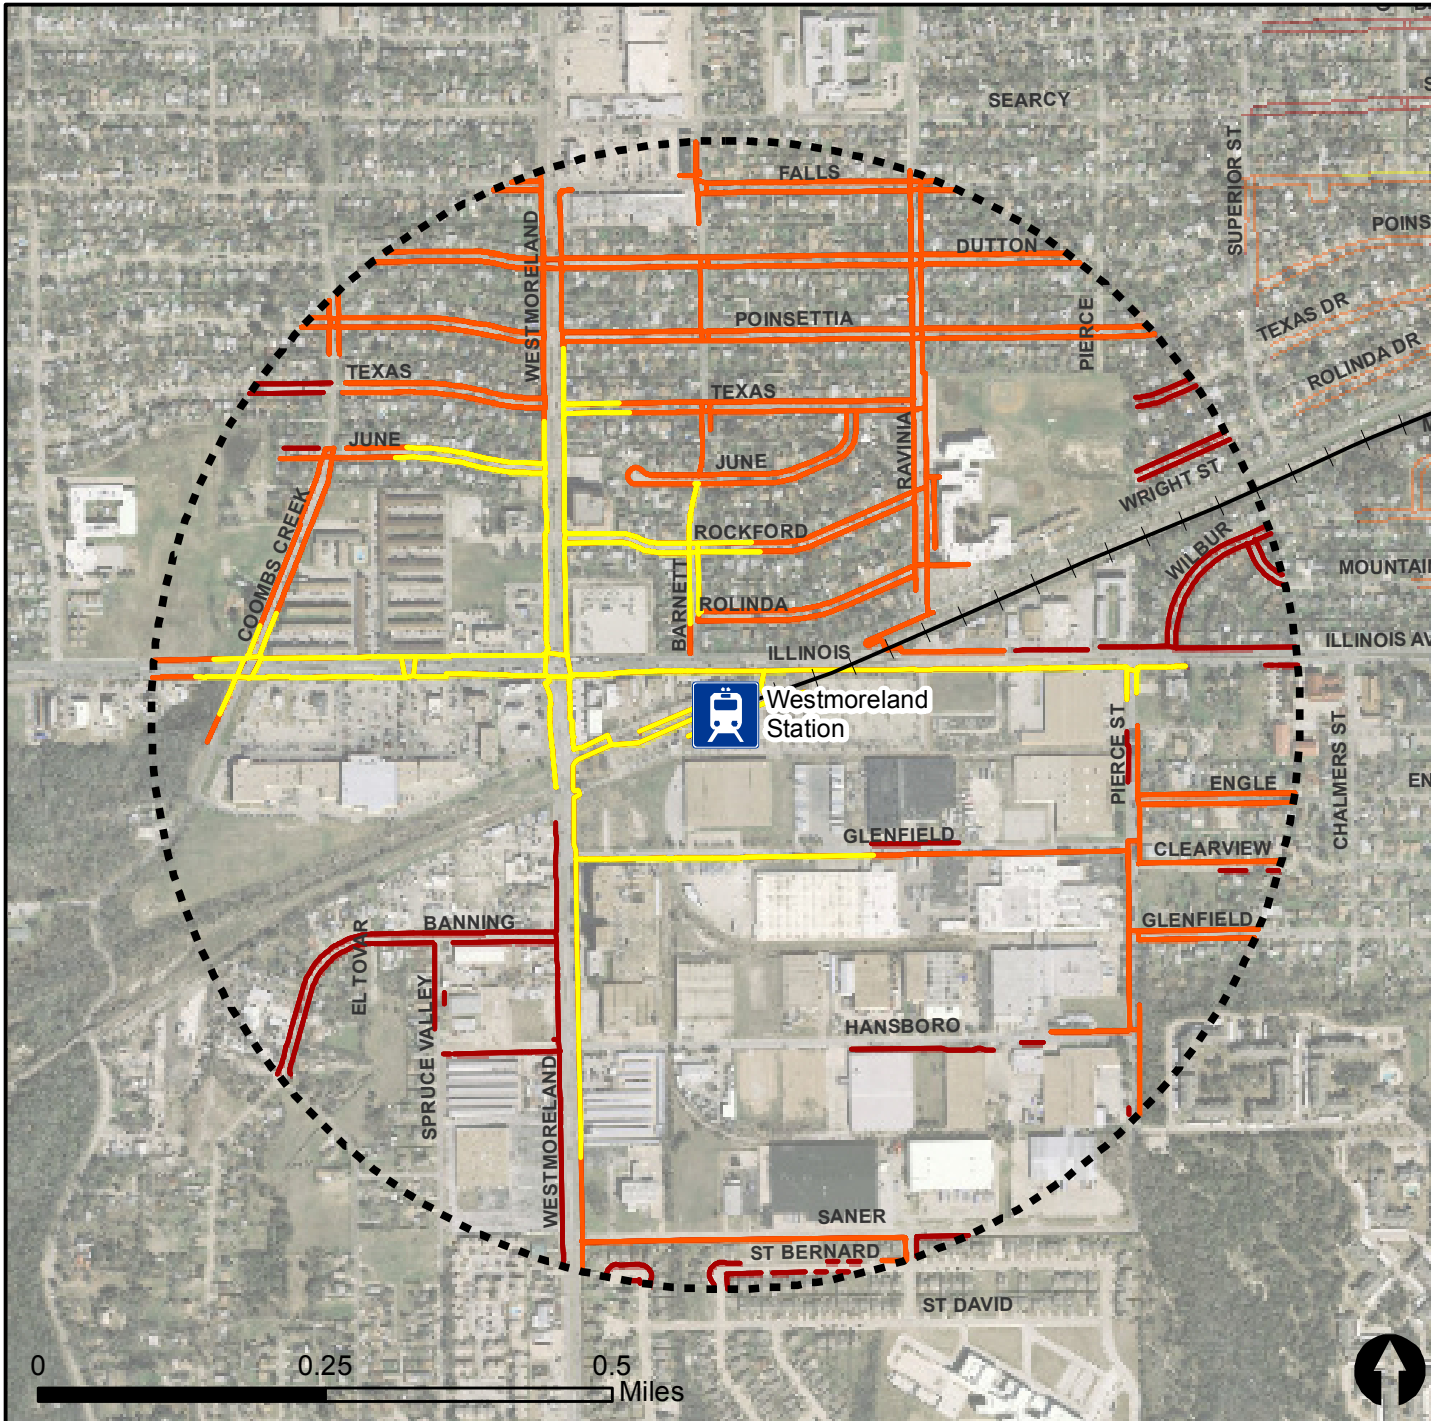 SEARCY
FALLS
SUPERIOR ST
WESTMORELAND
DUTTON
POINS
POINSETTIA
PIERCE
TEXAS DR
ROLINDA DR
TEXAS
TEXAS
JUNE
JUNE
RAVINIA
WRIGHT ST
COOMBS CREEK
ROCKFORD
WILBUR
MOUNTAI
BARNETT
ROLINDA
ILLINOIS
ILLINOIS AV
Westmoreland
Station
PIERCE ST
CHALMERS ST
ENGLE
EN
GLENFIELD
CLEARVIEW
BANNING
GLENFIELD
EL TOVAR
SPRUCE VALLEY
HANSBORO
WESTMORELAND
SANER
ST BERNARD
ST DAVID
0 0.25 0.5
Miles